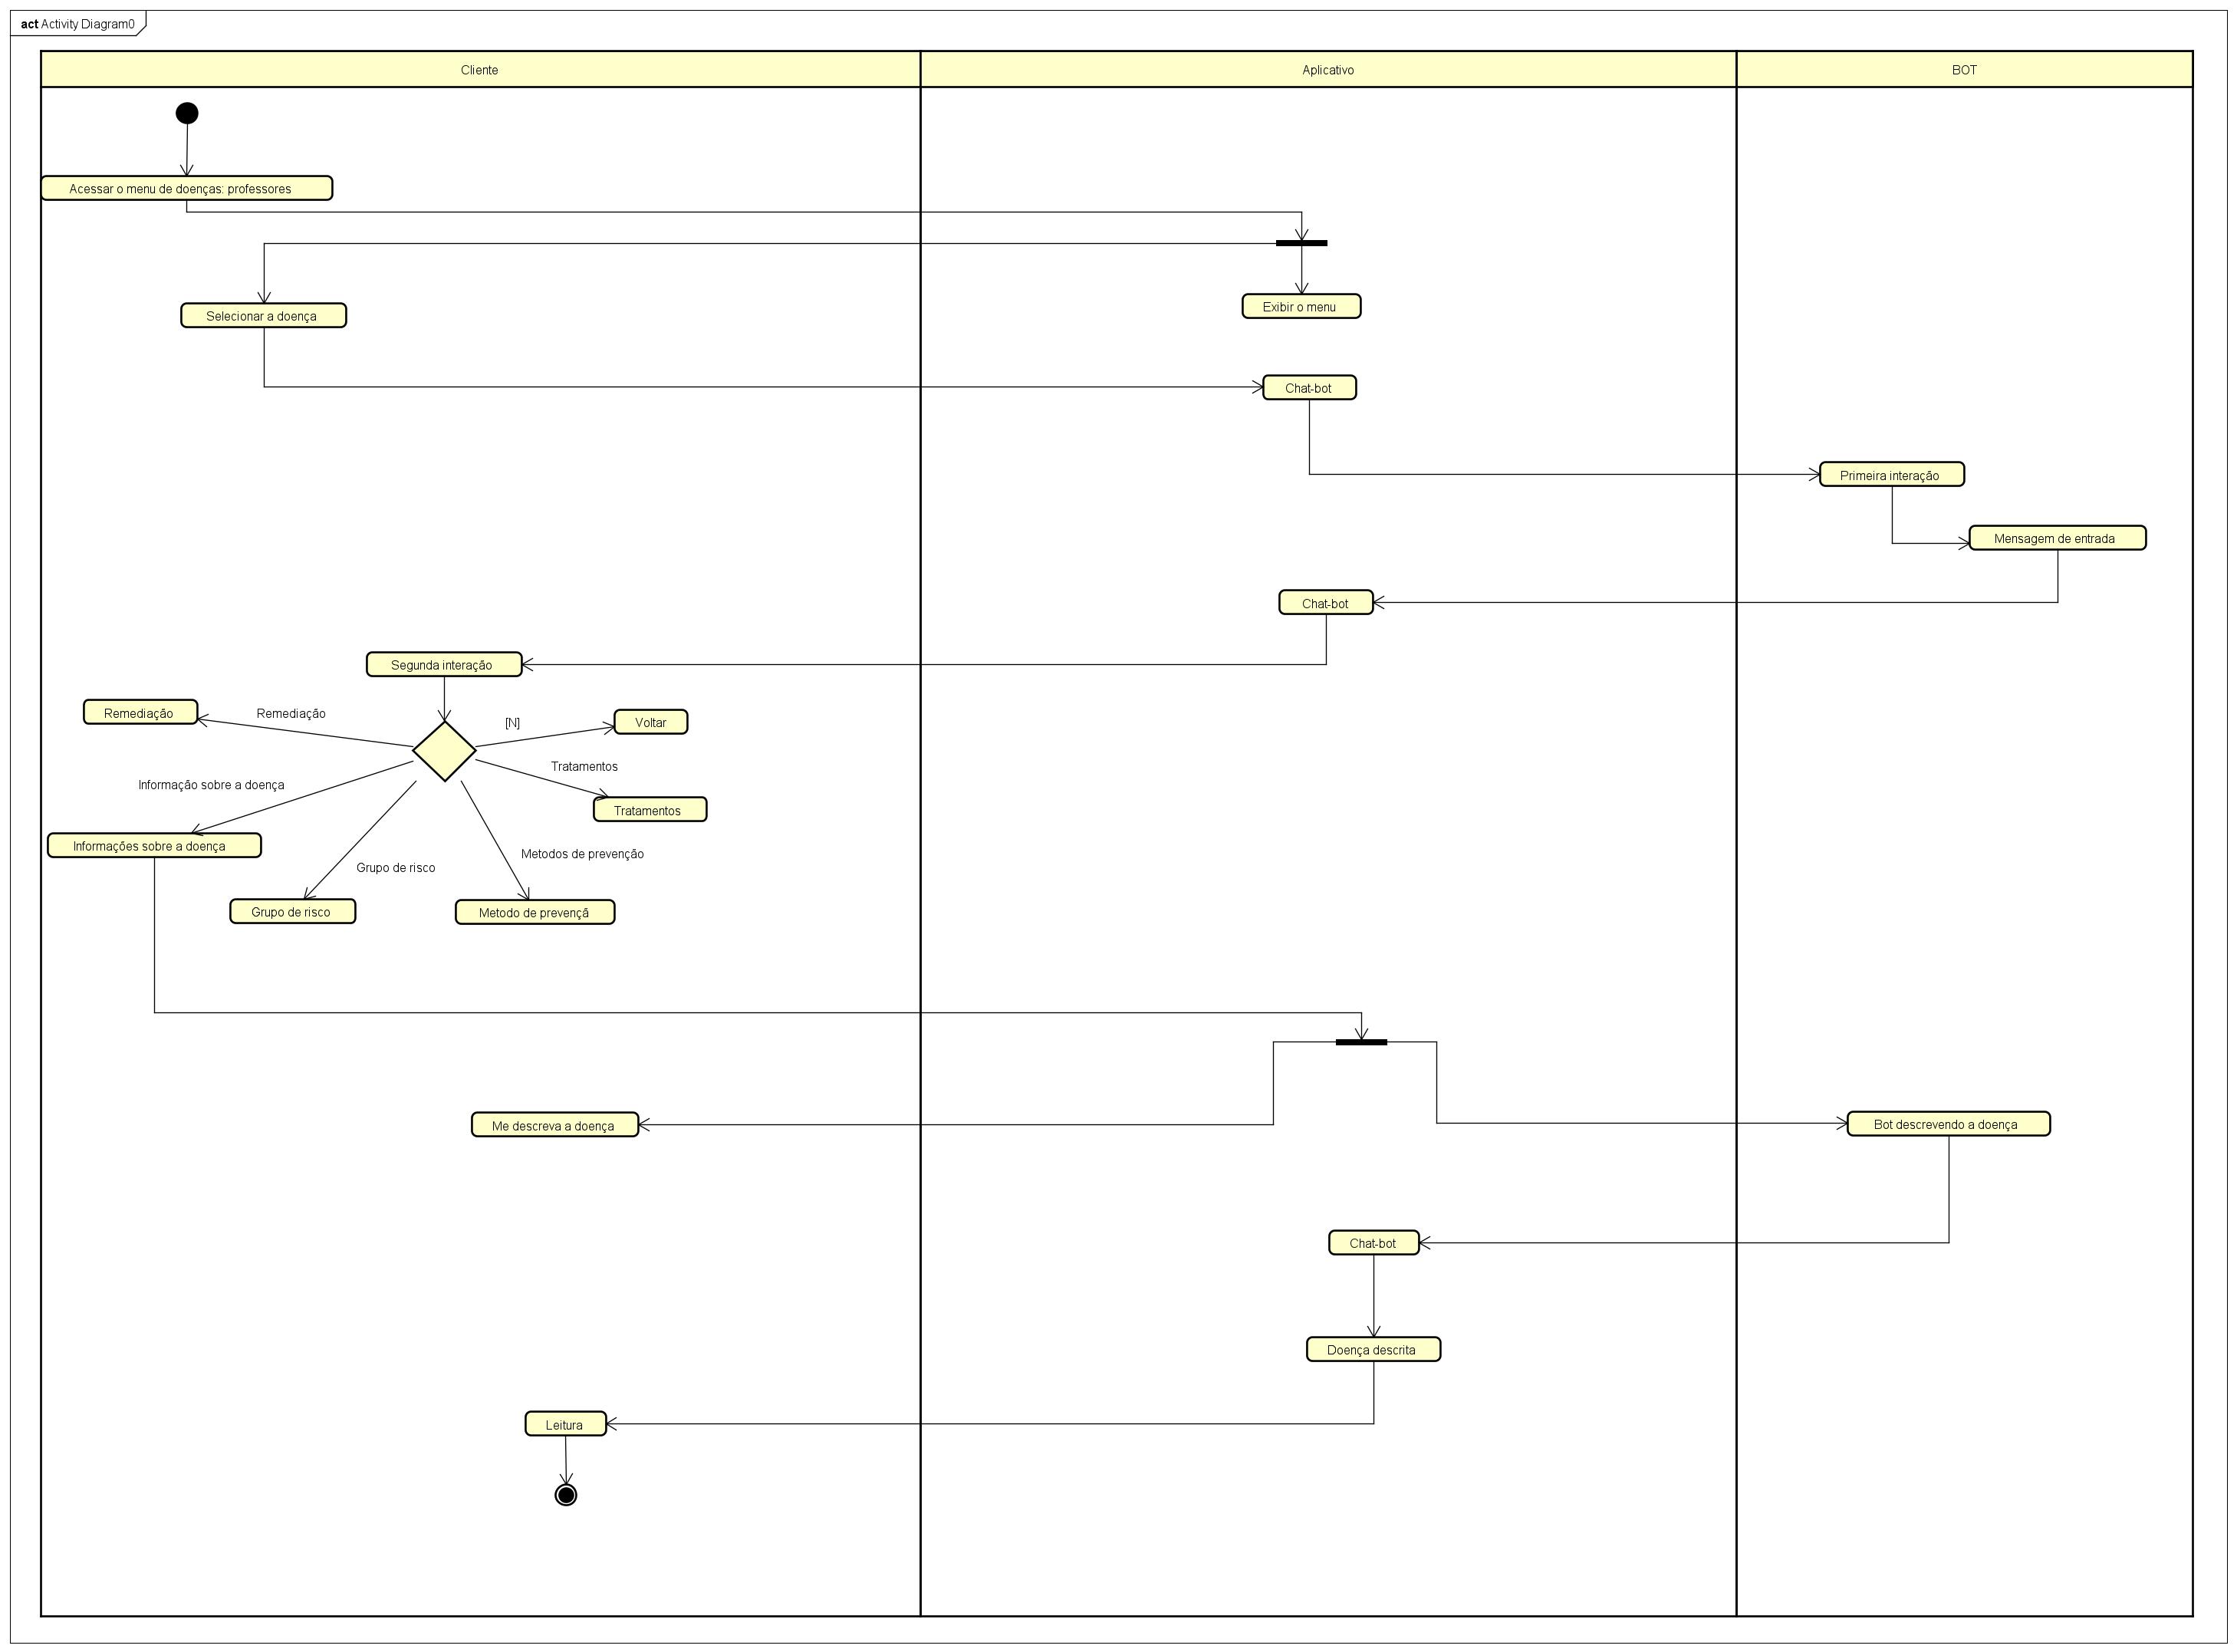 act Activity Diagram0
Cliente
Aplicativo
BOT
Acessar o menu de doenças: professores
Exibir o menu
Selecionar a doença
Chat-bot
Primeira interação
Mensagem de entrada
Chat-bot
Segunda interação
Remediação
Remediação
[N]
Voltar
Tratamentos
Informação sobre a doença
Tratamentos
Informações sobre a doença
Metodos de prevenção
Grupo de risco
Grupo de risco
Metodo de prevençã
Me descreva a doença
Bot descrevendo a doença
Chat-bot
Doença descrita
Leitura